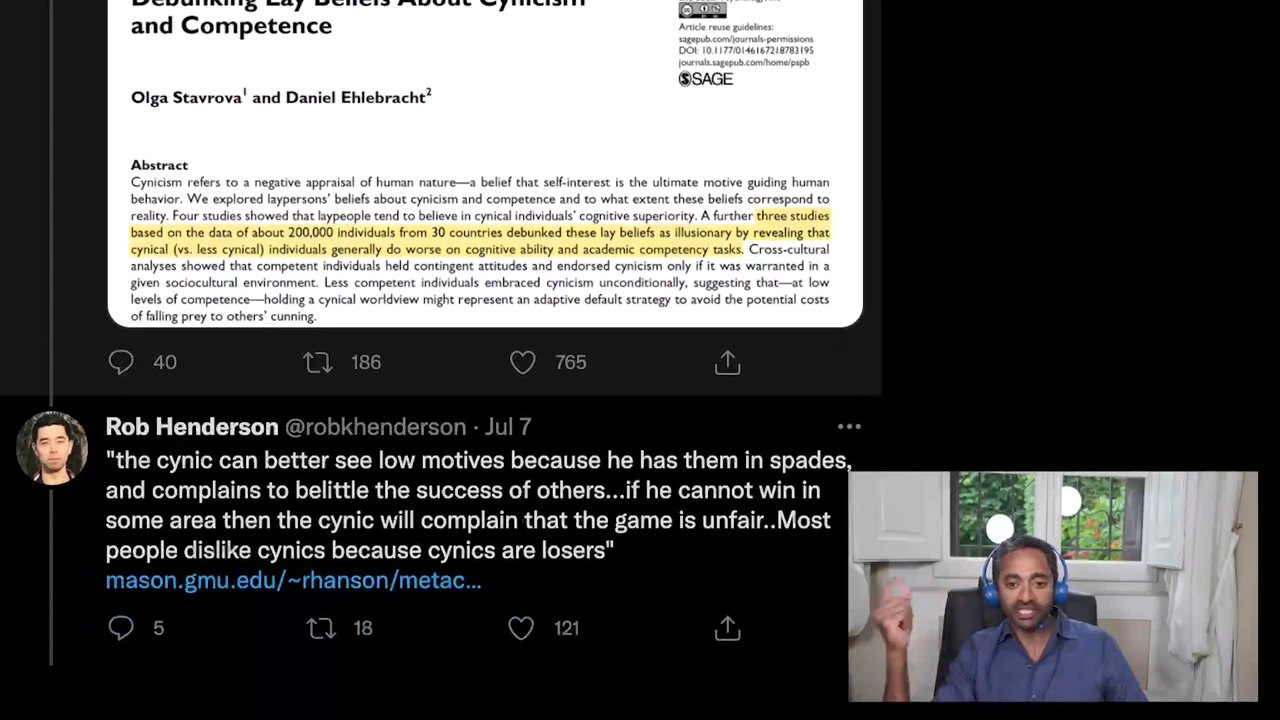 Debunking Lay Beliefs About Cynicism
and Competence
Article reuse guidelines:
sagepub.com/journals-permissions
DOI: 10.1177/0146167218783195
journals.sagepub.com/home/pspb
SAGE
Olga Stavrova1 and Daniel Ehlebracht2
Abstract
Cynicism refers to a negative appraisal of human nature—a belief that self-interest is the ultimate motive guiding human
behavior. We explored laypersons' beliefs about cynicism and competence and to what extent these beliefs correspond to
reality. Four studies showed that laypeople tend to believe in cynical individuals' cognitive superiority. A further three studies
based on the data of about 200,000 individuals from 30 countries debunked these lay beliefs as illusionary by revealing that
cynical (vs. less cynical) individuals generally do worse on cognitive ability and academic competency tasks. Cross-cultural
analyses showed that competent individuals held contingent attitudes and endorsed cynicism only if it was warranted in a
given sociocultural environment. Less competent individuals embraced cynicism unconditionally, suggesting that—at low
levels of competence—holding a cynical worldview might represent an adaptive default strategy to avoid the potential costs
of falling prey to others' cunning.
40 186 765
Rob Henderson @robkhenderson · Jul 7
"the cynic can better see low motives because he has them in spades,
and complains to belittle the success of others...if he cannot win in
some area then the cynic will complain that the game is unfair..Most
people dislike cynics because cynics are losers"
mason.gmu.edu/~rhanson/metac...
5 18 121